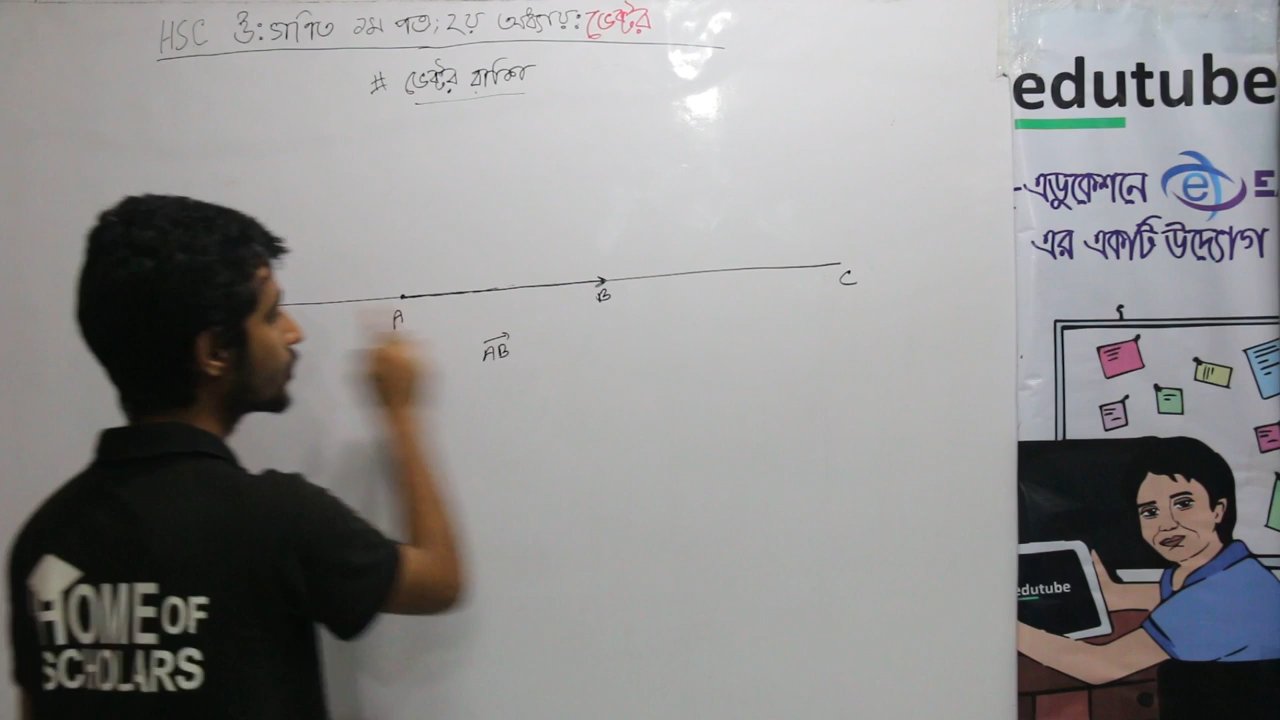 HSC উ:গণিত ১ম পত্র; ২য় অধ্যায়: ভেক্টর
# ভেক্টর রাশি
A
B
C
AB
edutube
-এডুকেশনে e E
এর একটি উদ্যোগ
edutube
HOME OF
SCHOLARS